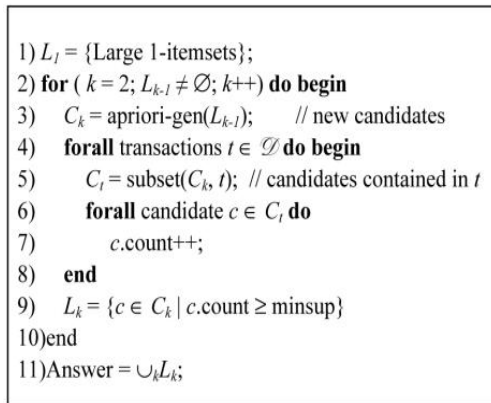 1) L₁ = {Large 1-itemsets};
2) for ( k = 2; Lₖ₋₁ ≠ ∅; k++) do begin
3) Cₖ = apriori-gen(Lₖ₋₁); // new candidates
4) forall transactions t ∈ 𝒟 do begin
5) Cₜ = subset(Cₖ, t); // candidates contained in t
6) forall candidate c ∈ Cₜ do
7) c.count++;
8) end
9) Lₖ = {c ∈ Cₖ | c.count ≥ minsup}
10)end
11)Answer = ∪ₖLₖ;